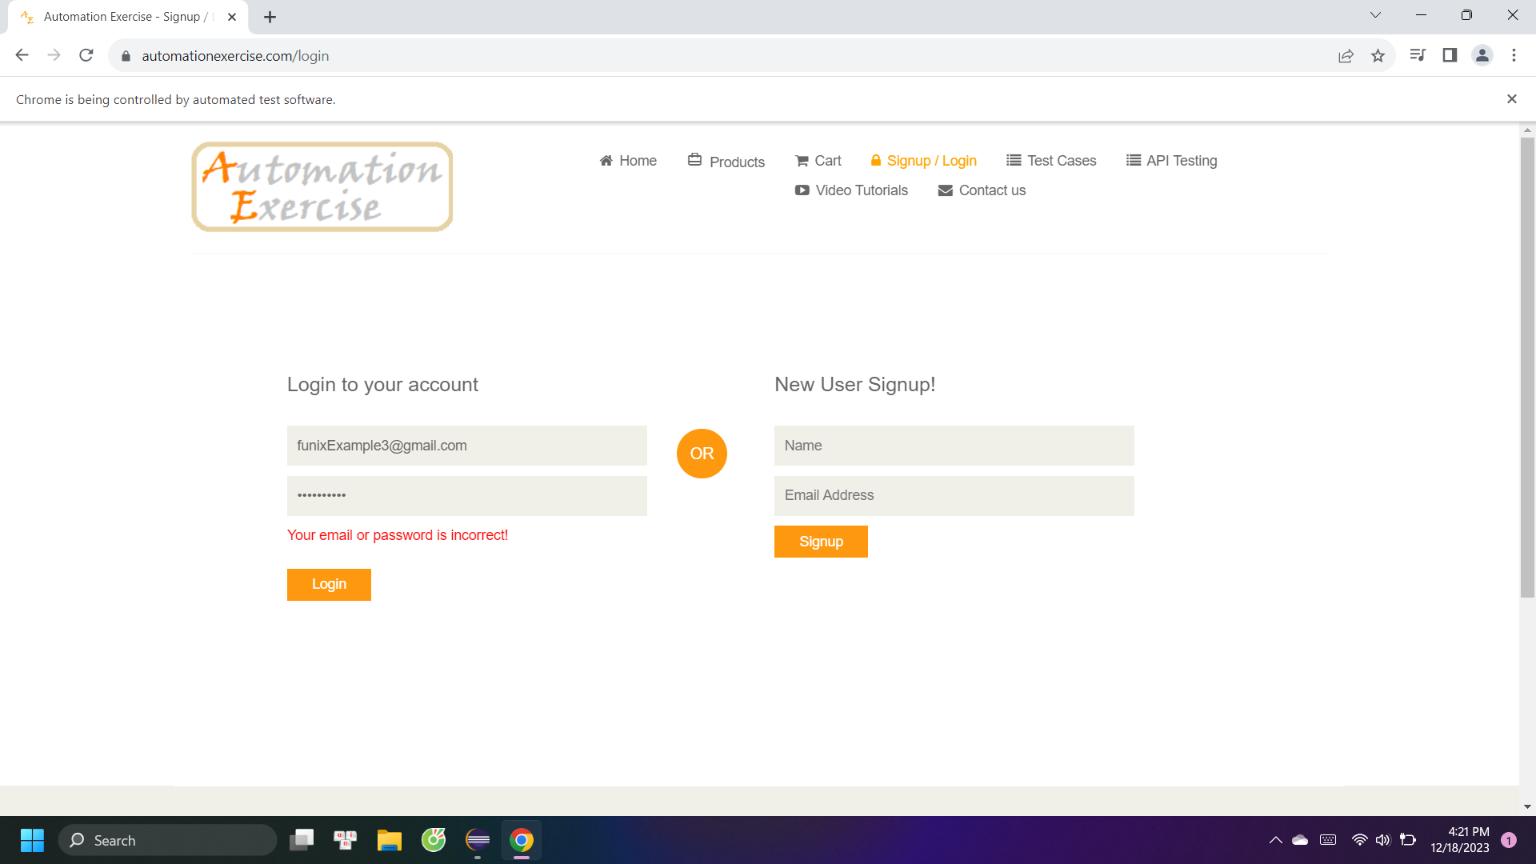 Automation Exercise - Signup /
automationexercise.com/login
Chrome is being controlled by automated test software.
Automation
Exercise
Home
Products
Cart
Signup / Login
Test Cases
API Testing
Video Tutorials
Contact us
Login to your account
funixExample3@gmail.com
••••••••••
Your email or password is incorrect!
Login
OR
New User Signup!
Name
Email Address
Signup
Search
4:21 PM
12/18/2023
1